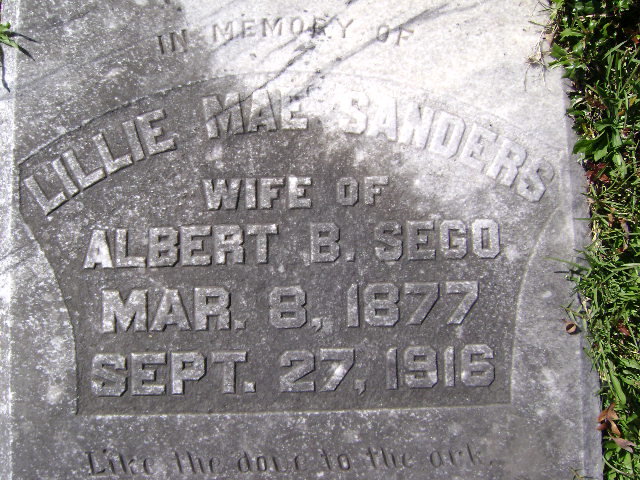 IN MEMORY OF
LILLIE MAE SANDERS
WIFE OF
ALBERT B. SEGO
MAR. 8, 1877
SEPT. 27, 1916
Like the dove to the ark.